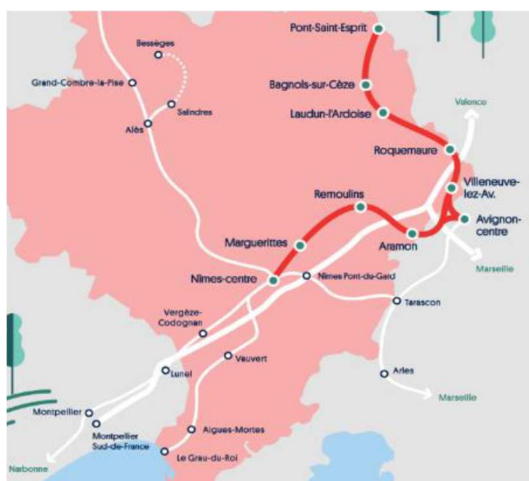 Pont-Saint-Esprit
Bessèges
Grand-Combe-la-Pise
Bagnols-sur-Cèze
Salindres
Laudun-l'Ardoise
Valence
Alès
Roquemaure
Villeneuve-
lez-Av.
Remoulins
Avignon-
centre
Marguerittes
Aramon
Marseille
Nîmes-centre
Nîmes Pont-du-Gard
Tarascon
Vergèze-
Codognan
Vauvert
Lunel
Arles
Marseille
Montpellier
Montpellier
Sud-de-France
Aigues-Mortes
Le Grau-du-Roi
Narbonne